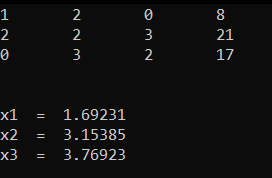 1 2 0 8
2 2 3 21
0 3 2 17
x1 = 1.69231
x2 = 3.15385
x3 = 3.76923